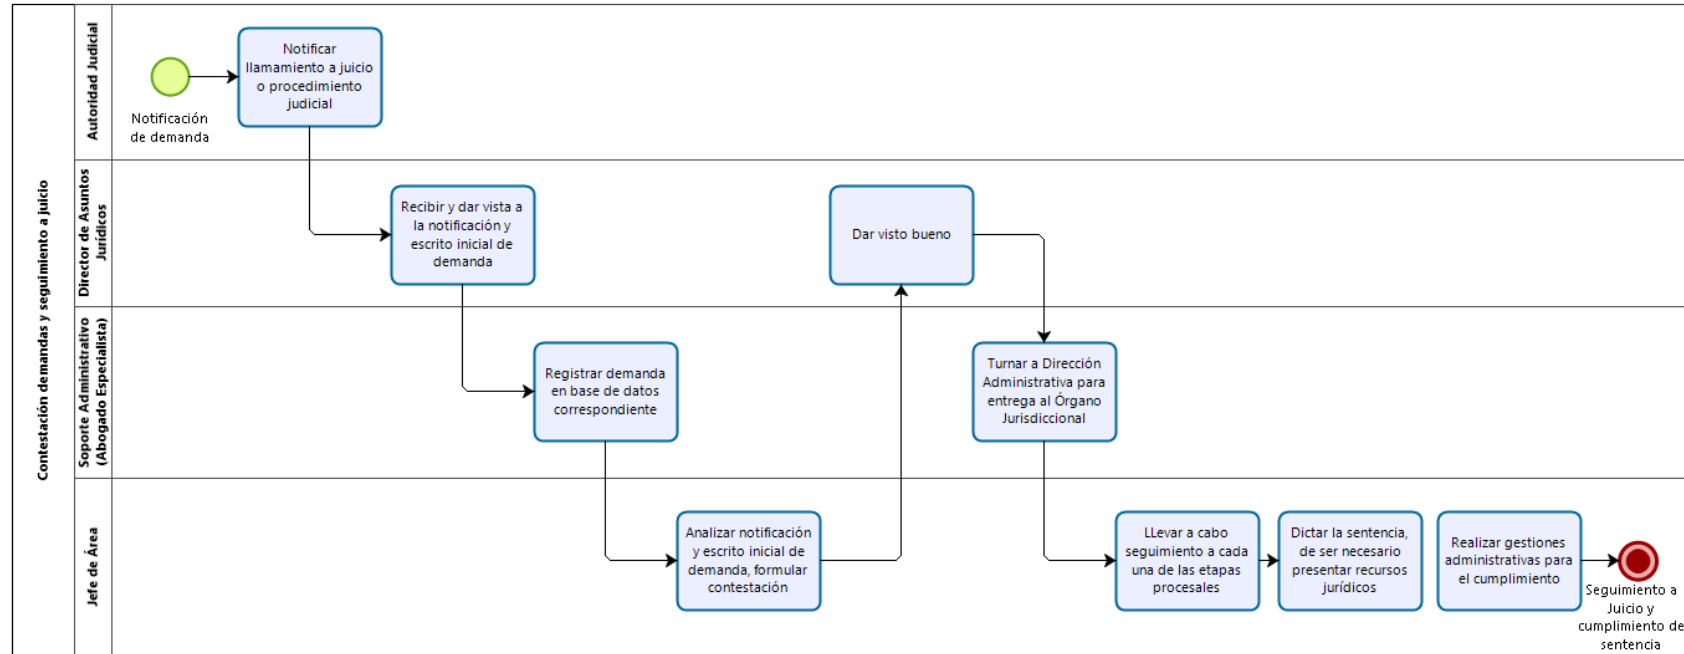 Contestación demandas y seguimiento a juicio
Autoridad Judicial
Notificación
de demanda
Notificar
llamamiento a juicio
o procedimiento
judicial
Director de Asuntos
Jurídicos
Recibir y dar vista a
la notificación y
escrito inicial de
demanda
Dar visto bueno
Soporte Administrativo
(Abogado Especialista)
Registrar demanda
en base de datos
correspondiente
Turnar a Dirección
Administrativa para
entrega al Órgano
Jurisdiccional
Jefe de Área
Analizar notificación
y escrito inicial de
demanda, formular
contestación
LLevar a cabo
seguimiento a cada
una de las etapas
procesales
Dictar la sentencia,
de ser necesario
presentar recursos
jurídicos
Realizar gestiones
administrativas para
el cumplimiento
Seguimiento a
Juicio y
cumplimiento de
sentencia